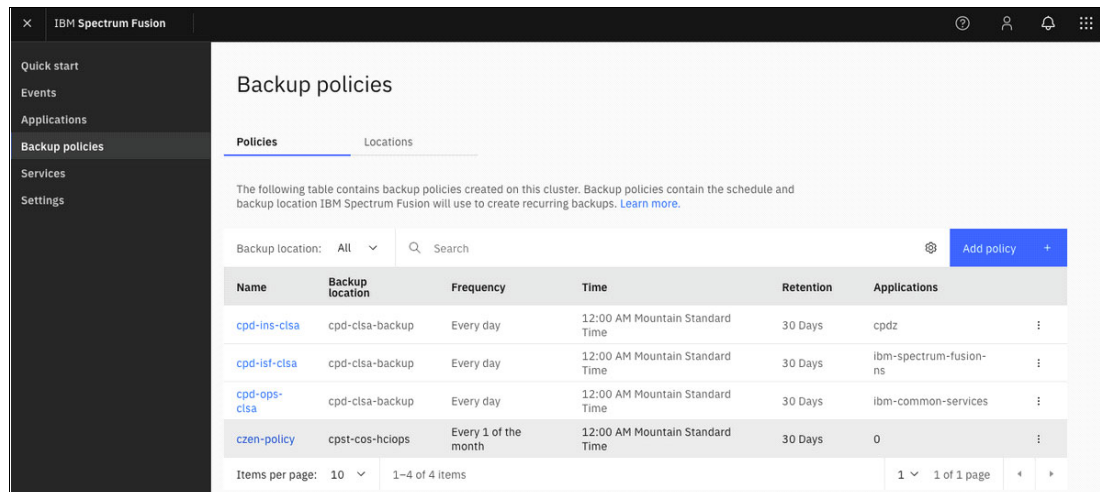 IBM Spectrum Fusion
Quick start
Events
Applications
Backup policies
Services
Settings
Backup policies
Policies Locations
The following table contains backup policies created on this cluster. Backup policies contain the schedule and
backup location IBM Spectrum Fusion will use to create recurring backups. Learn more.
Backup location: All Search Add policy +
Name Backup location Frequency Time Retention Applications
cpd-ins-clsa cpd-clsa-backup Every day 12:00 AM Mountain Standard Time 30 Days cpdz
cpd-isf-clsa cpd-clsa-backup Every day 12:00 AM Mountain Standard Time 30 Days ibm-spectrum-fusion-ns
cpd-ops-clsa cpd-clsa-backup Every day 12:00 AM Mountain Standard Time 30 Days ibm-common-services
czen-policy cpst-cos-hciops Every 1 of the month 12:00 AM Mountain Standard Time 30 Days 0
Items per page: 10 1–4 of 4 items 1 1 of 1 page